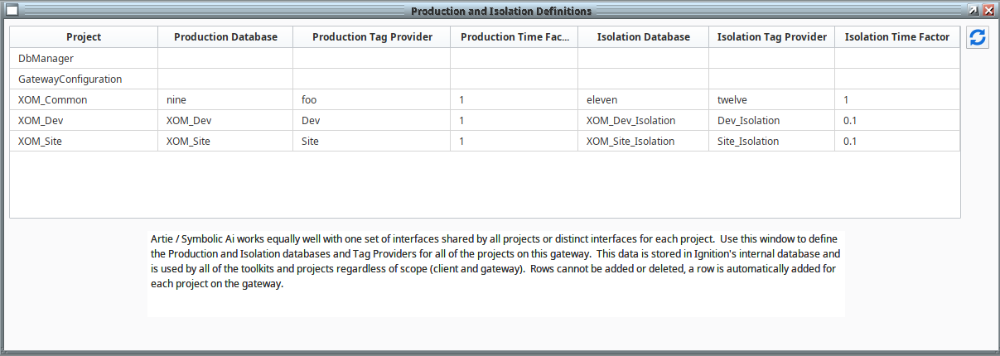 Production and Isolation Definitions
Project Production Database Production Tag Provider Production Time Fac... Isolation Database Isolation Tag Provider Isolation Time Factor
DbManager
GatewayConfiguration
XOM_Common nine foo 1 eleven twelve 1
XOM_Dev XOM_Dev Dev 1 XOM_Dev_Isolation Dev_Isolation 0.1
XOM_Site XOM_Site Site 1 XOM_Site_Isolation Site_Isolation 0.1
Artie / Symbolic Ai works equally well with one set of interfaces shared by all projects or distinct interfaces for each project.  Use this window to define
the Production and Isolation databases and Tag Providers for all of the projects on this gateway.  This data is stored in Ignition's internal database and
is used by all of the toolkits and projects regardless of scope (client and gateway).  Rows cannot be added or deleted, a row is automatically added for
each project on the gateway.